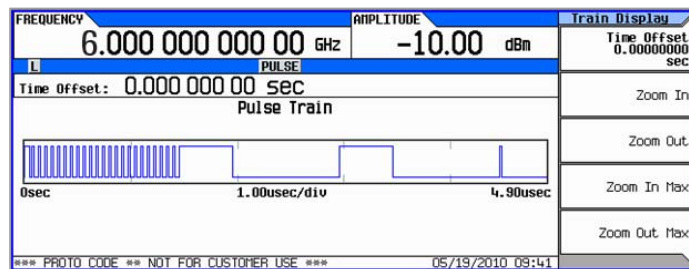 FREQUENCY
AMPLITUDE
6.000 000 000 00 GHz
-10.00 dBm
L
PULSE
Time Offset: 0.000 000 00 sec
Pulse Train
0sec
1.00usec/div
4.90usec
*** PROTO CODE ** NOT FOR CUSTOMER USE ***
05/19/2010 09:41
Train Display
Time Offset
0.00000000
sec
Zoom In
Zoom Out
Zoom In Max
Zoom Out Max